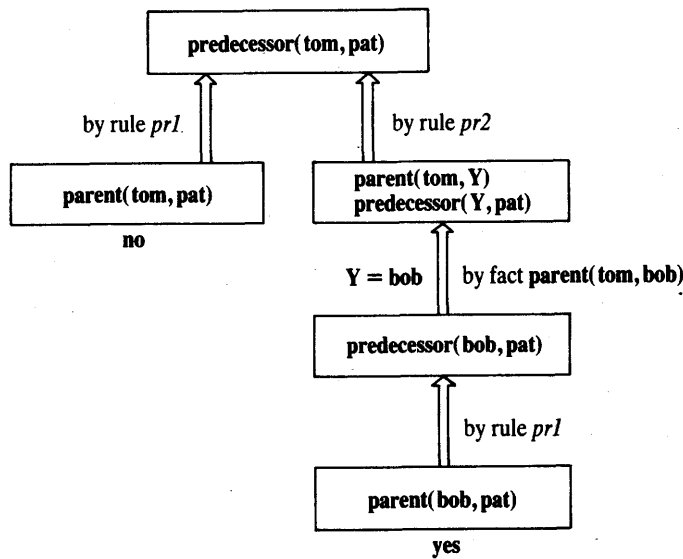 predecessor(tom, pat)
by rule pr1.
by rule pr2
parent(tom, pat)
no
parent(tom, Y)
predecessor(Y, pat)
Y = bob
by fact parent(tom, bob)
predecessor(bob, pat)
by rule pr1
parent(bob, pat)
yes